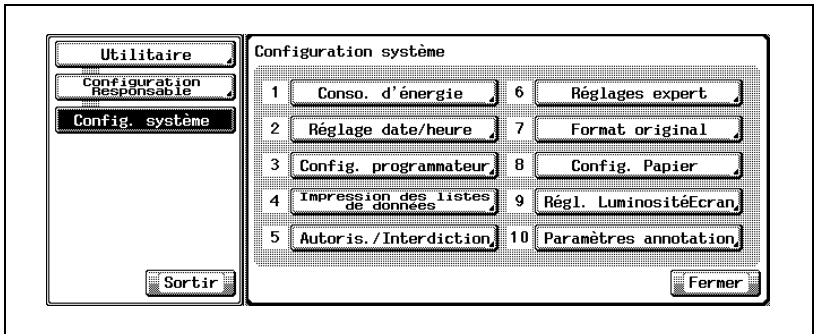 Utilitaire
Configuration
Responsable
Config. système
Sortir
Configuration système
1 Conso. d'énergie
2 Réglage date/heure
3 Config. programmateur
4 Impression des listes
de données
5 Autoris./Interdiction
6 Réglages expert
7 Format original
8 Config. Papier
9 Régl. LuminositéEcran
10 Paramètres annotation
Fermer